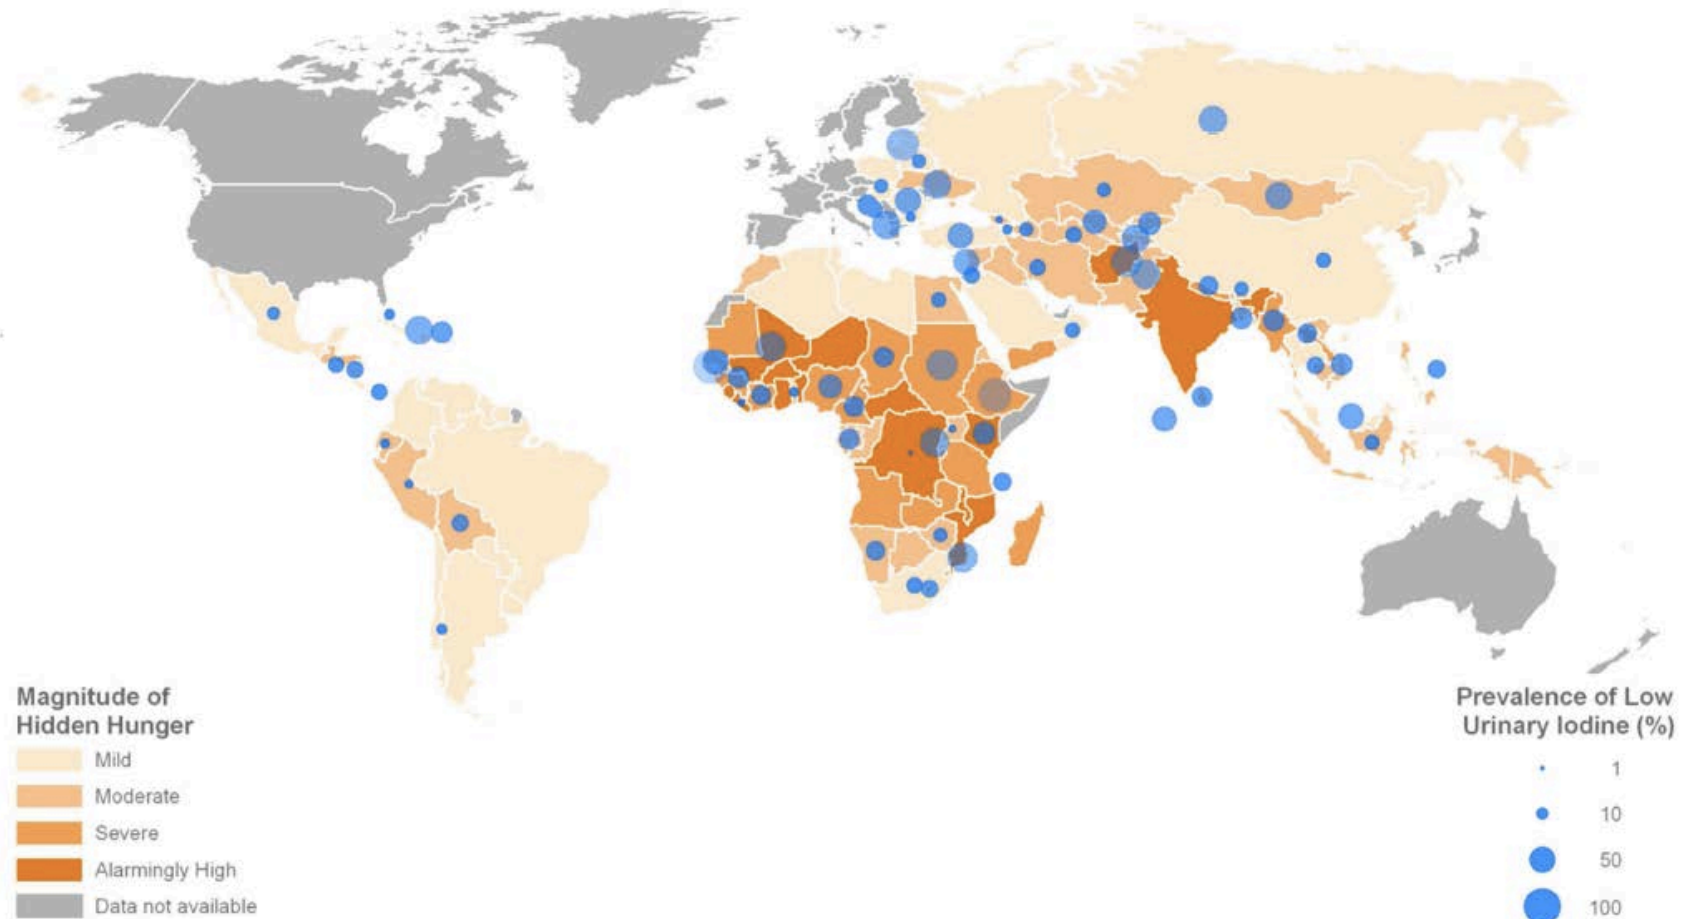 Magnitude of
Hidden Hunger
Mild
Moderate
Severe
Alarmingly High
Data not available
Prevalence of Low
Urinary Iodine (%)
1
10
50
100